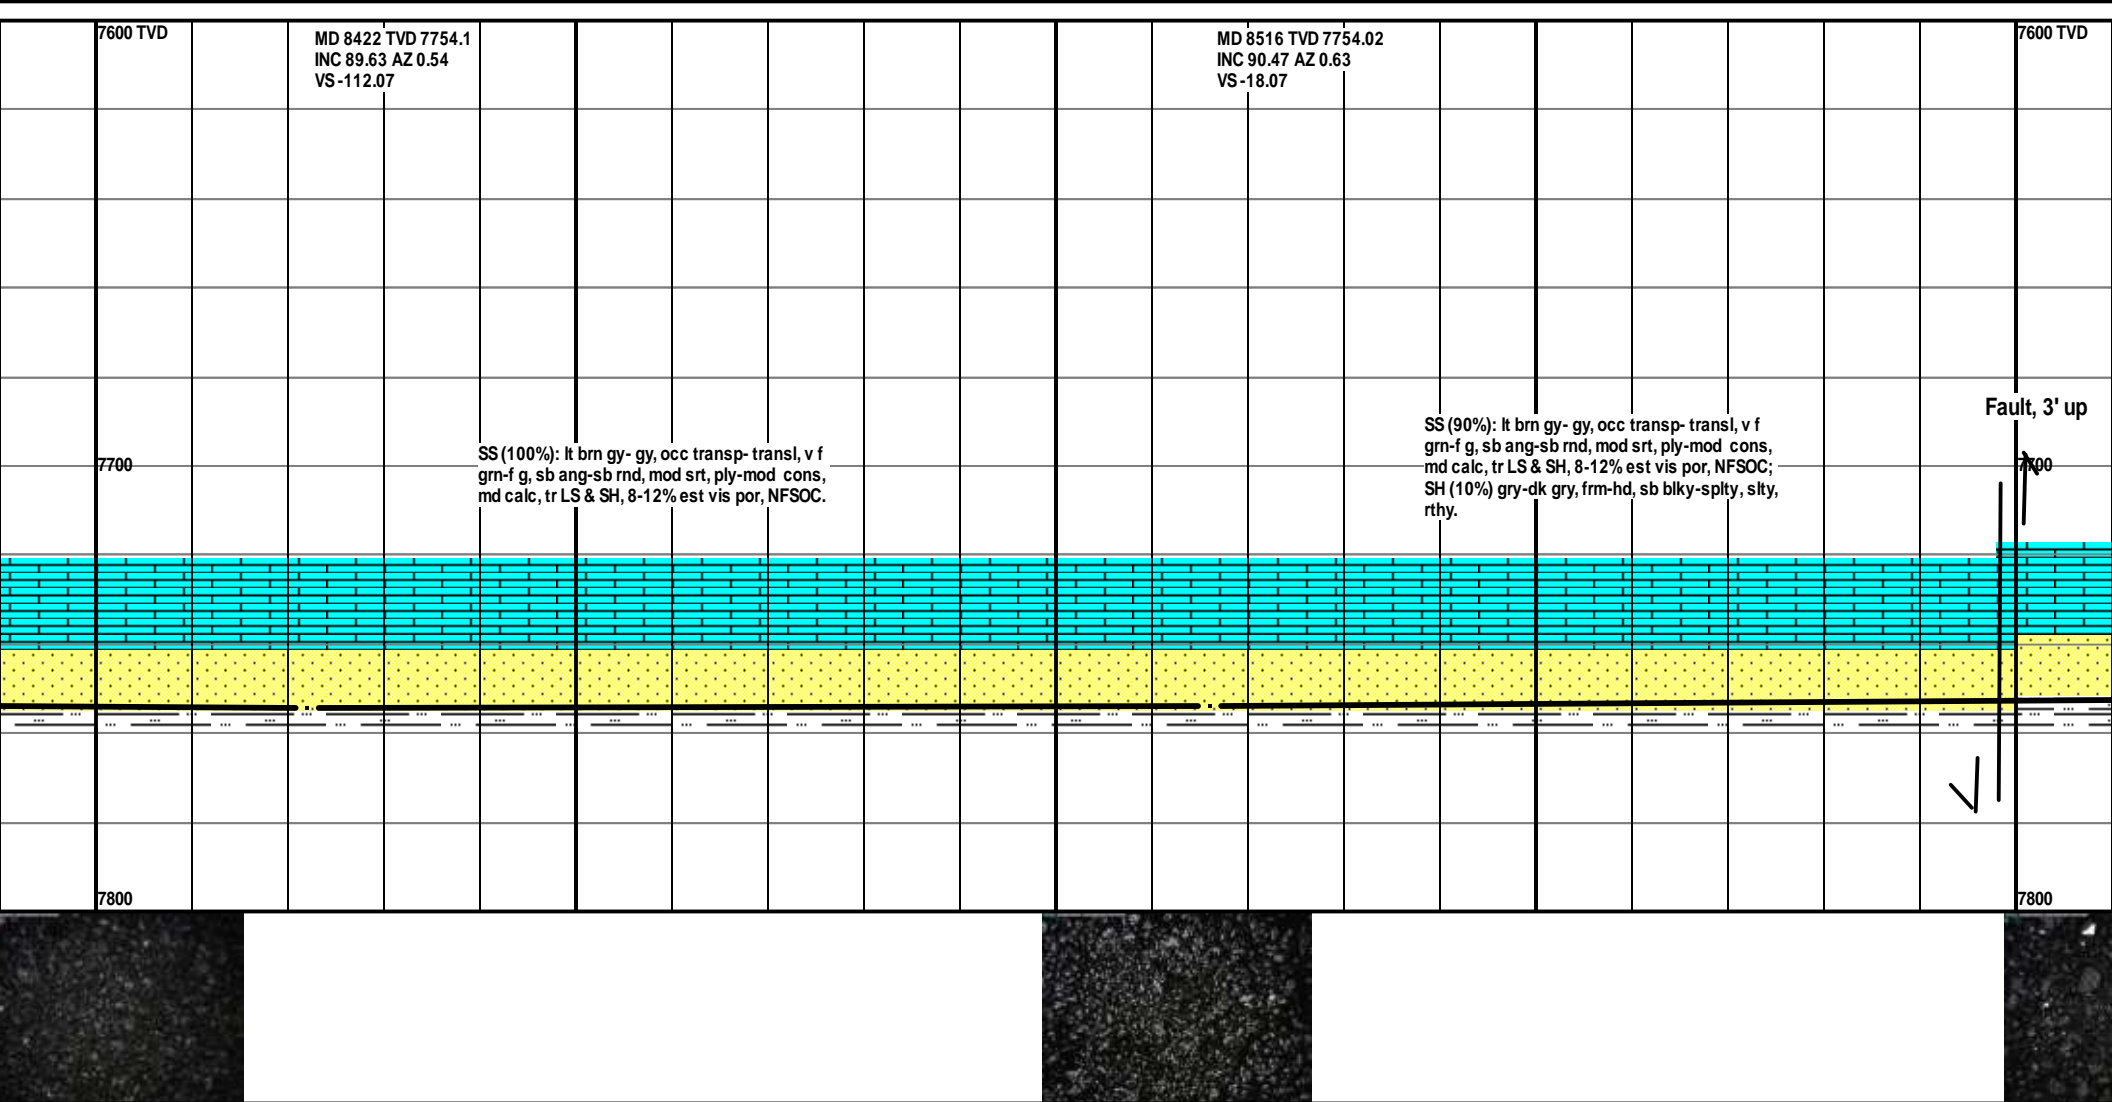 7600 TVD
MD 8422 TVD 7754.1
INC 89.63 AZ 0.54
VS -112.07
MD 8516 TVD 7754.02
INC 90.47 AZ 0.63
VS -18.07
7600 TVD
Fault, 3' up
7700
SS (100%): lt brn gy- gy, occ transp- transl, v f
grn-f g, sb ang-sb rnd, mod srt, ply-mod cons,
md calc, tr LS & SH, 8-12% est vis por, NFSOC.
SS (90%): lt brn gy- gy, occ transp- transl, v f
grn-f g, sb ang-sb rnd, mod srt, ply-mod cons,
md calc, tr LS & SH, 8-12% est vis por, NFSOC;
SH (10%) gry-dk gry, frm-hd, sb blky-splty, slty,
rthy.
7700
7800
7800